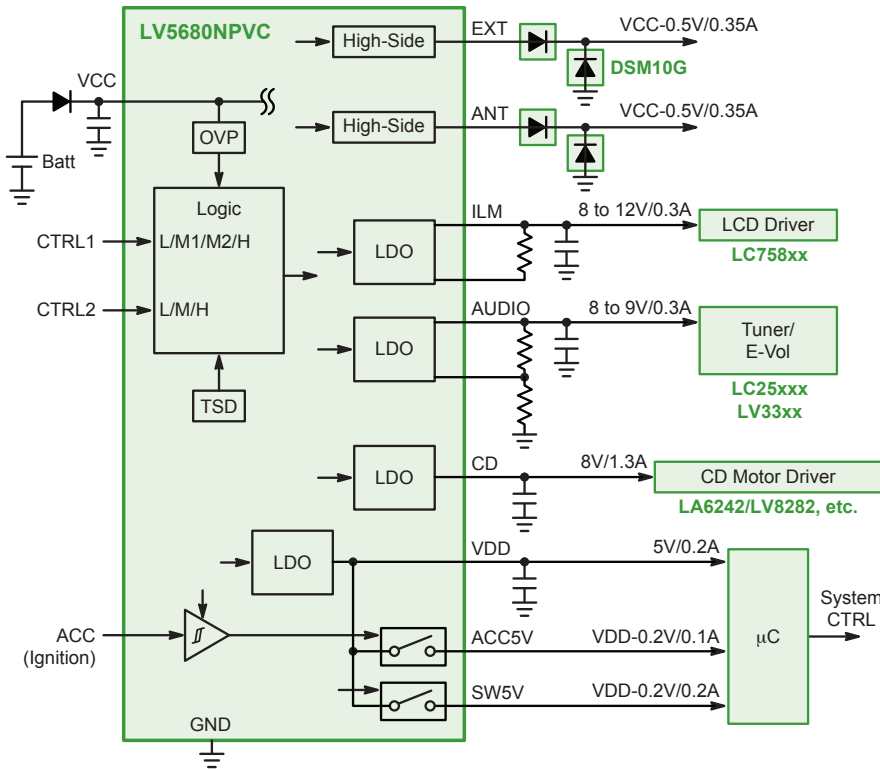 LV5680NPVC
High-Side
EXT
VCC-0.5V/0.35A
DSM10G
VCC
High-Side
ANT
VCC-0.5V/0.35A
OVP
Batt
Logic
CTRL1
L/M1/M2/H
CTRL2
L/M/H
TSD
LDO
ILM
8 to 12V/0.3A
LCD Driver
LC758xx
LDO
AUDIO
8 to 9V/0.3A
Tuner/
E-Vol
LC25xxx
LV33xx
LDO
CD
8V/1.3A
CD Motor Driver
LA6242/LV8282, etc.
LDO
VDD
5V/0.2A
ACC
(Ignition)
ACC5V
VDD-0.2V/0.1A
SW5V
VDD-0.2V/0.2A
μC
System
CTRL
GND